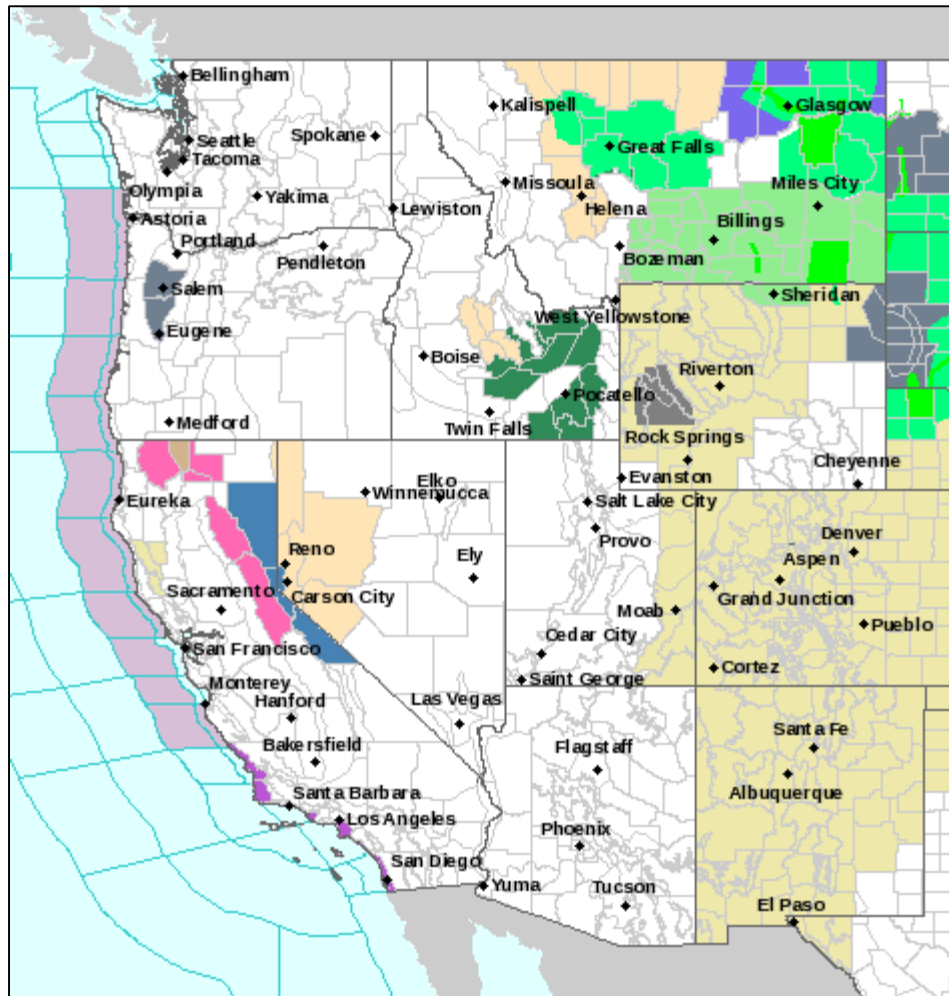 Bellingham
Kalispell
Glasgow
Seattle
Spokane
Great Falls
Tacoma
Olympia
Missoula
Miles City
Yakima
Lewiston
Helena
Astoria
Billings
Portland
Bozeman
Pendleton
Salem
Sheridan
West Yellowstone
Eugene
Boise
Riverton
Pocatello
Medford
Twin Falls
Rock Springs
Cheyenne
Elko
Evanston
Winnemucca
Eureka
Salt Lake City
Provo
Denver
Reno
Ely
Aspen
Sacramento
Carson City
Grand Junction
Moab
Pueblo
Cedar City
San Francisco
Cortez
Saint George
Monterey
Hanford
Las Vegas
Santa Fe
Bakersfield
Flagstaff
Santa Barbara
Albuquerque
Los Angeles
Phoenix
San Diego
Yuma
Tucson
El Paso